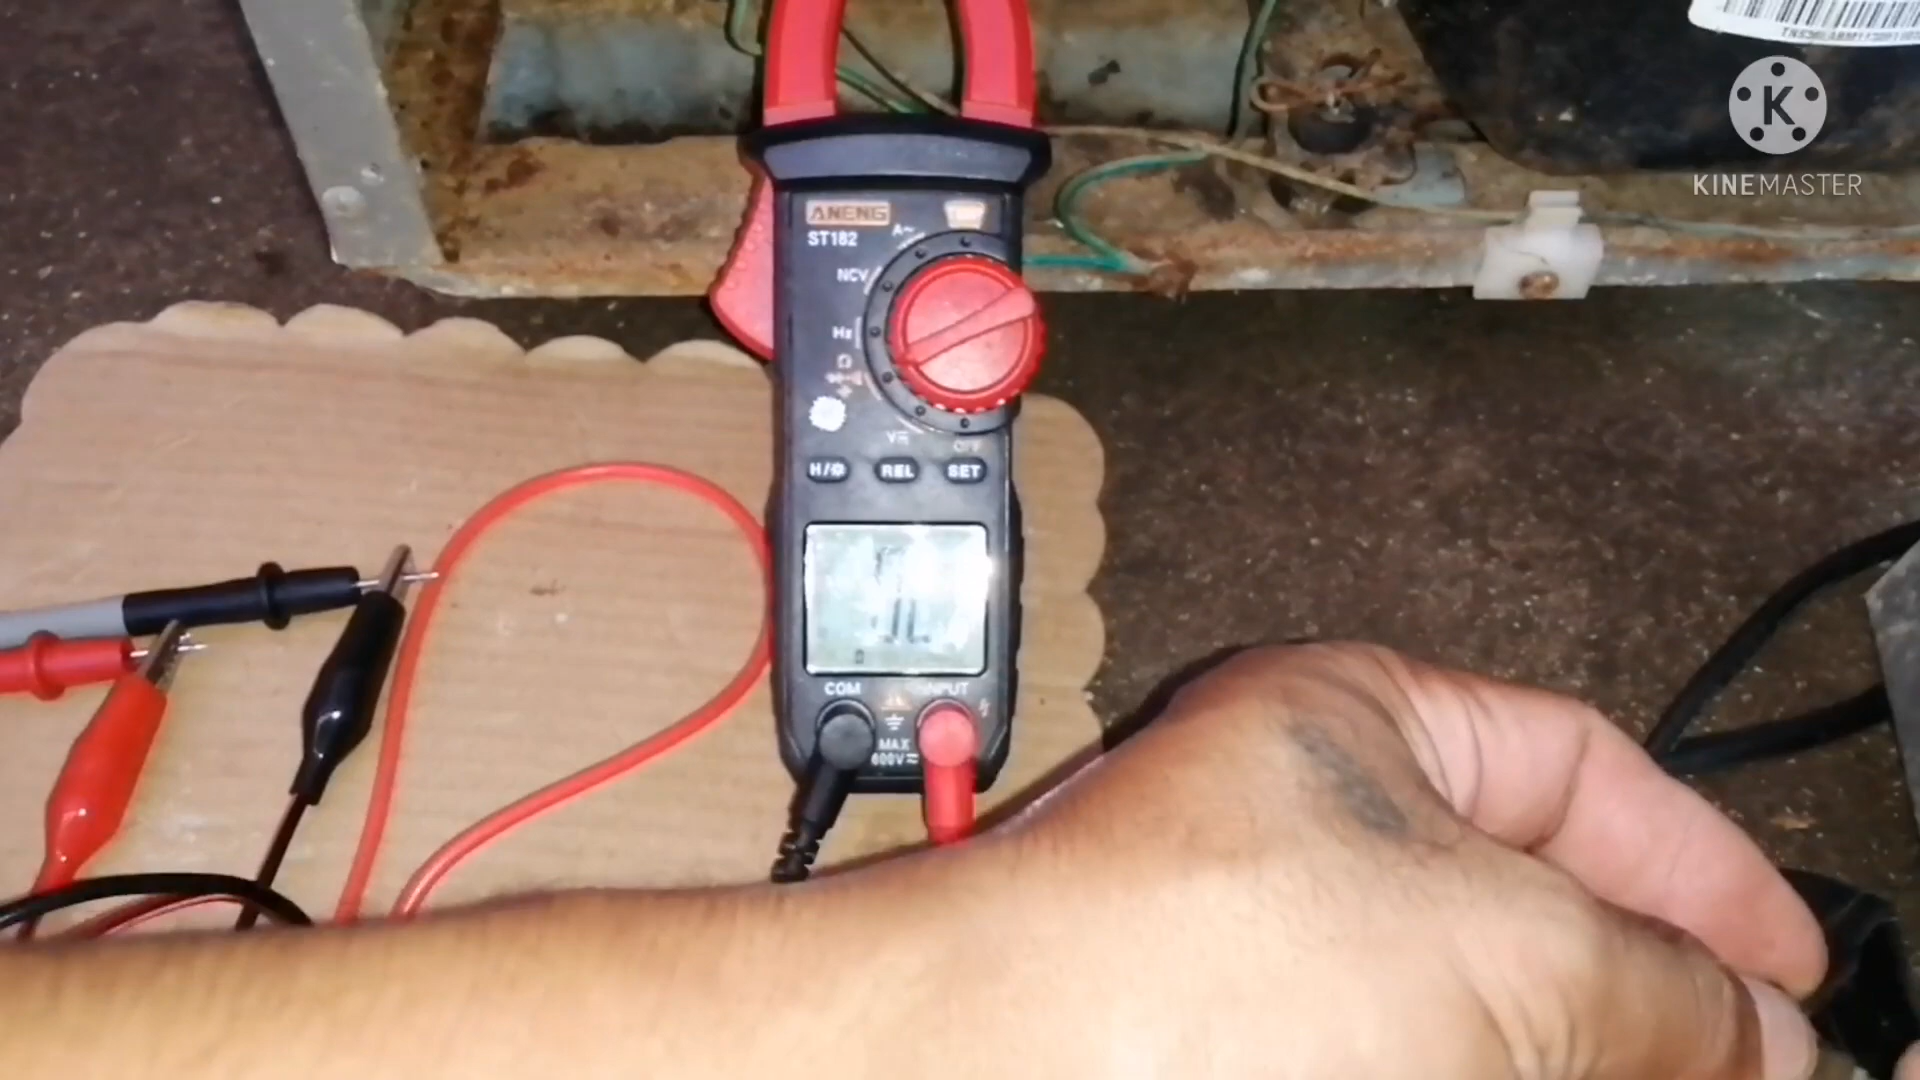 ANENG
ST182
A~
NCV
Hz
Ω
V
OFF
H/
REL
SET
COM
INPUT
MAX
600V
K
KINEMASTER